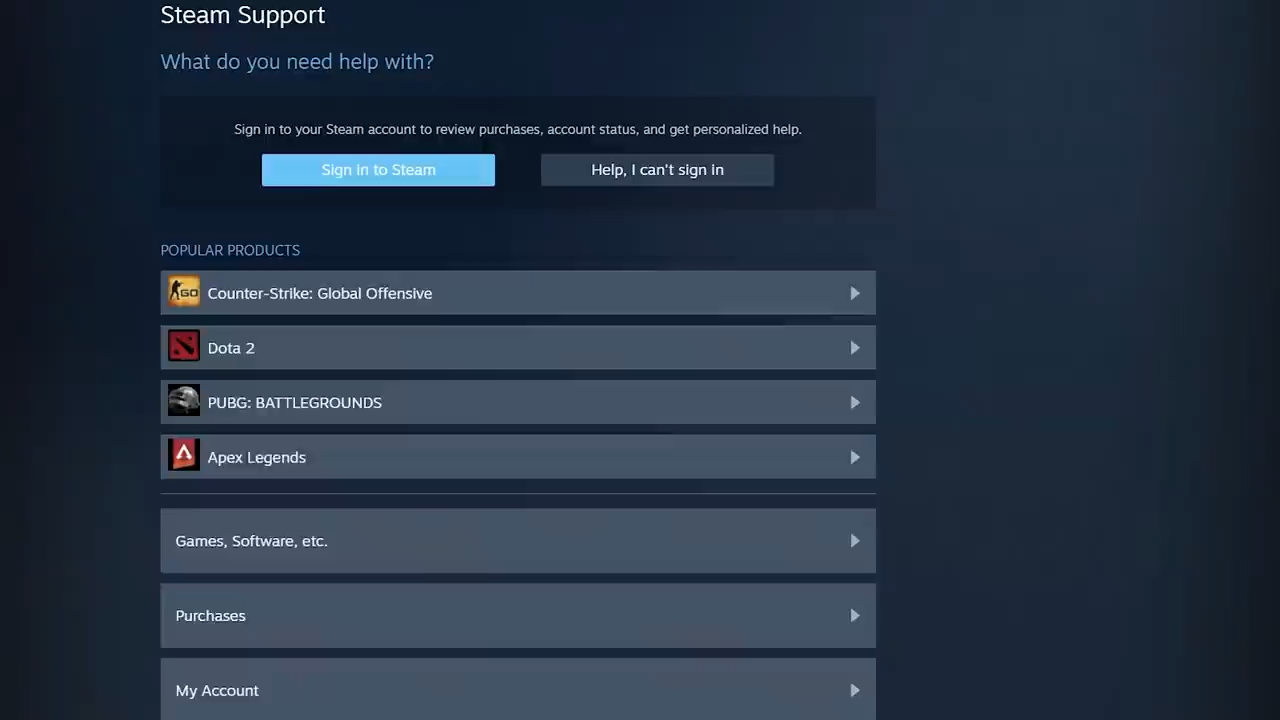 Steam Support
What do you need help with?
Sign in to your Steam account to review purchases, account status, and get personalized help.
Sign in to Steam
Help, I can't sign in
POPULAR PRODUCTS
GO
Counter-Strike: Global Offensive
Dota 2
PUBG: BATTLEGROUNDS
Apex Legends
Games, Software, etc.
Purchases
My Account